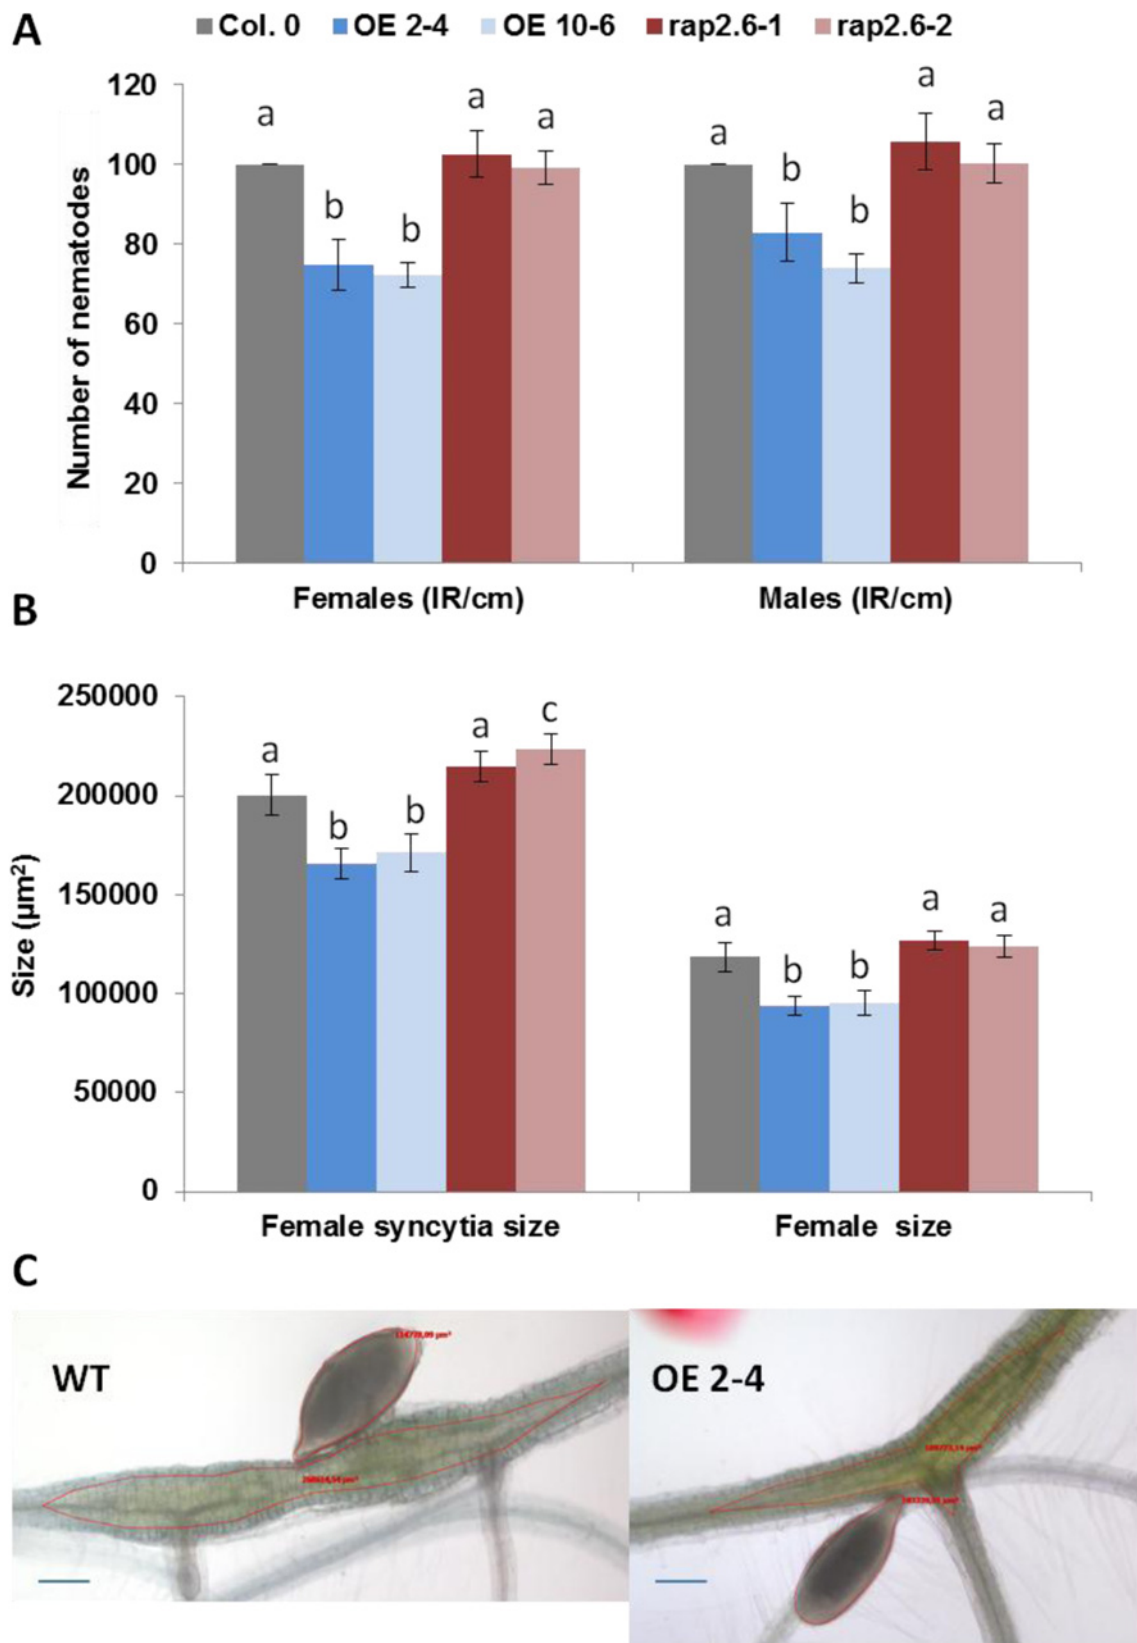 A
Col. 0 OE 2-4 OE 10-6 rap2.6-1 rap2.6-2
Number of nematodes
120
100
80
60
40
20
0
a b b a a
a b b a a
Females (IR/cm) Males (IR/cm)
B
Size (µm²)
250000
200000
150000
100000
50000
0
a b b a c
a b b a a
Female syncytia size Female size
C
WT
OE 2-4